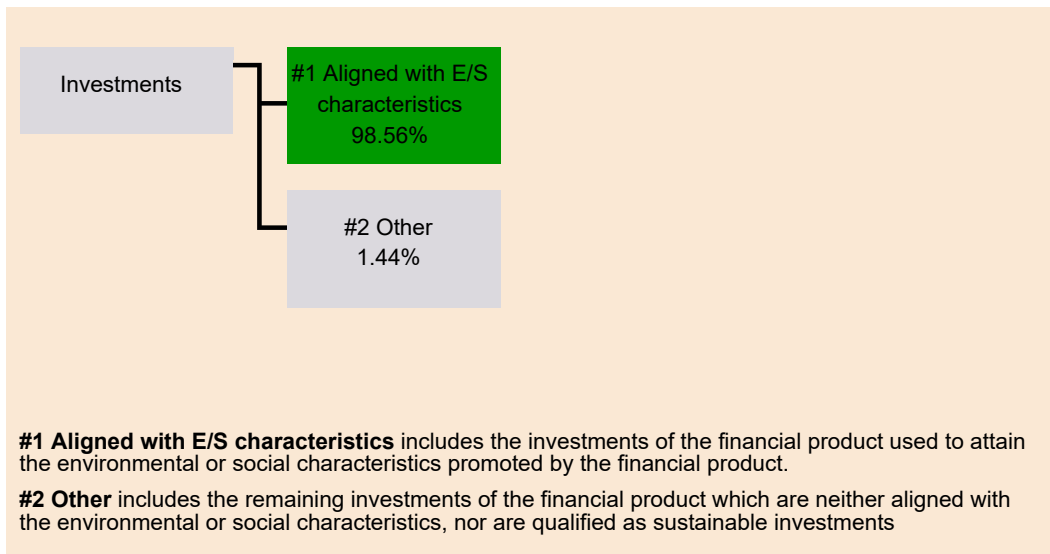 Investments
#1 Aligned with E/S
characteristics
98.56%
#2 Other
1.44%
#1 Aligned with E/S characteristics includes the investments of the financial product used to attain
the environmental or social characteristics promoted by the financial product.
#2 Other includes the remaining investments of the financial product which are neither aligned with
the environmental or social characteristics, nor are qualified as sustainable investments